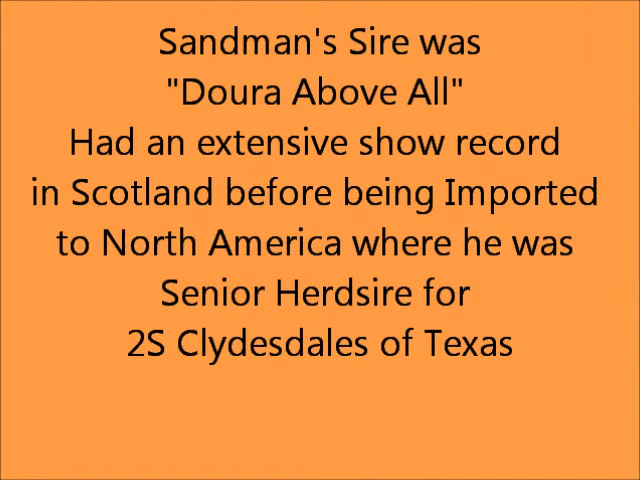 Sandman's Sire was
"Doura Above All"
Had an extensive show record
in Scotland before being Imported
to North America where he was
Senior Herdsire for
2S Clydesdales of Texas